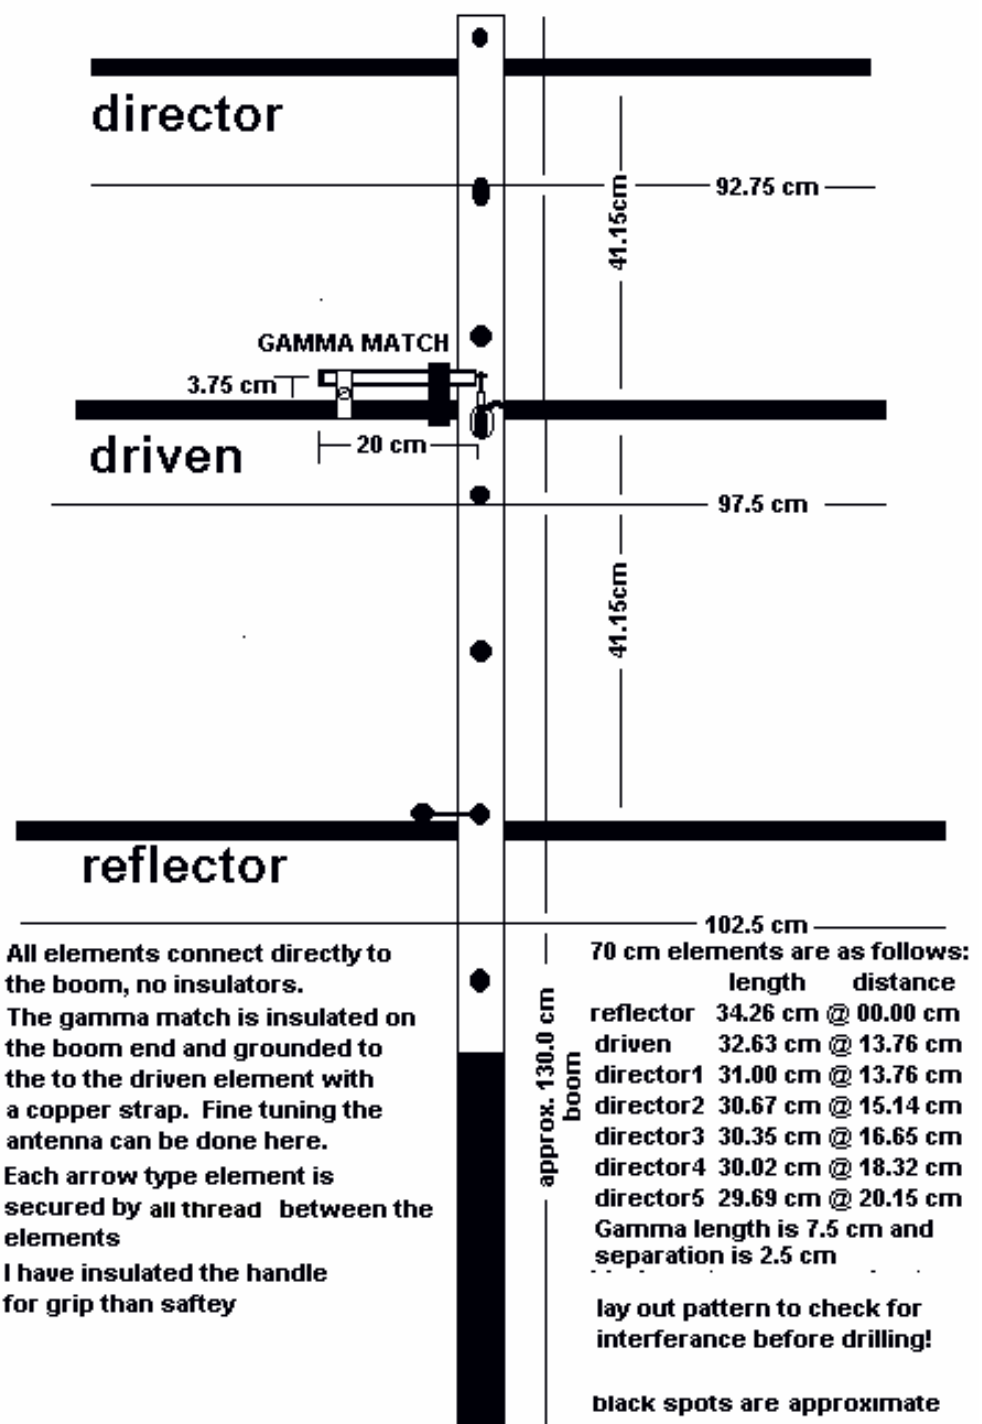 director
92.75 cm
41.15cm
GAMMA MATCH
3.75 cm
driven
20 cm
97.5 cm
41.15cm
reflector
102.5 cm
All elements connect directly to
the boom, no insulators.
The gamma match is insulated on
the boom end and grounded to
the to the driven element with
a copper strap. Fine tuning the
antenna can be done here.
Each arrow type element is
secured by all thread between the
elements
I have insulated the handle
for grip than saftey
approx. 130.0 cm
boom
70 cm elements are as follows:
length distance
reflector 34.26 cm @ 00.00 cm
driven 32.63 cm @ 13.76 cm
director1 31.00 cm @ 13.76 cm
director2 30.67 cm @ 15.14 cm
director3 30.35 cm @ 16.65 cm
director4 30.02 cm @ 18.32 cm
director5 29.69 cm @ 20.15 cm
Gamma length is 7.5 cm and
separation is 2.5 cm
lay out pattern to check for
interferance before drilling!
black spots are approximate